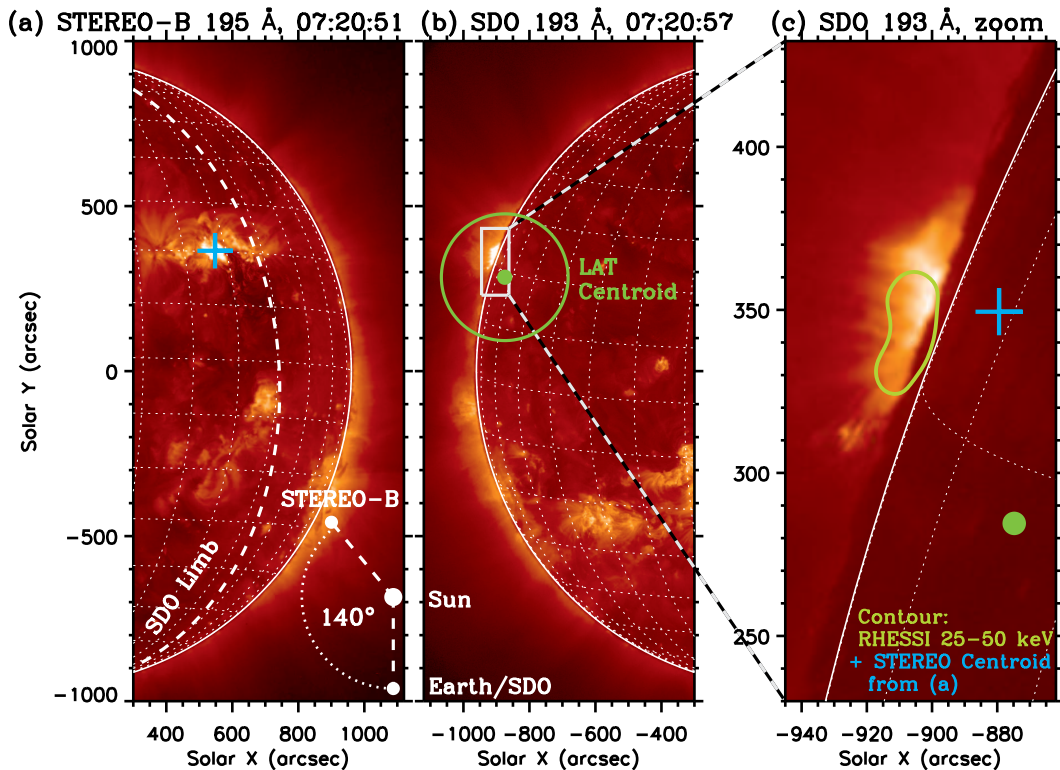 (a) STEREO-B 195 Å, 07:20:51
(b) SDO 193 Å, 07:20:57
(c) SDO 193 Å, zoom
1000
500
0
-500
-1000
Solar Y (arcsec)
400 600 800 1000
Solar X (arcsec)
SDO Limb
STEREO-B
140°
Sun
Earth/SDO
LAT
Centroid
-1000 -800 -600 -400
Solar X (arcsec)
400
350
300
250
Contour:
RHESSI 25-50 keV
+ STEREO Centroid
from (a)
-940 -920 -900 -880
Solar X (arcsec)